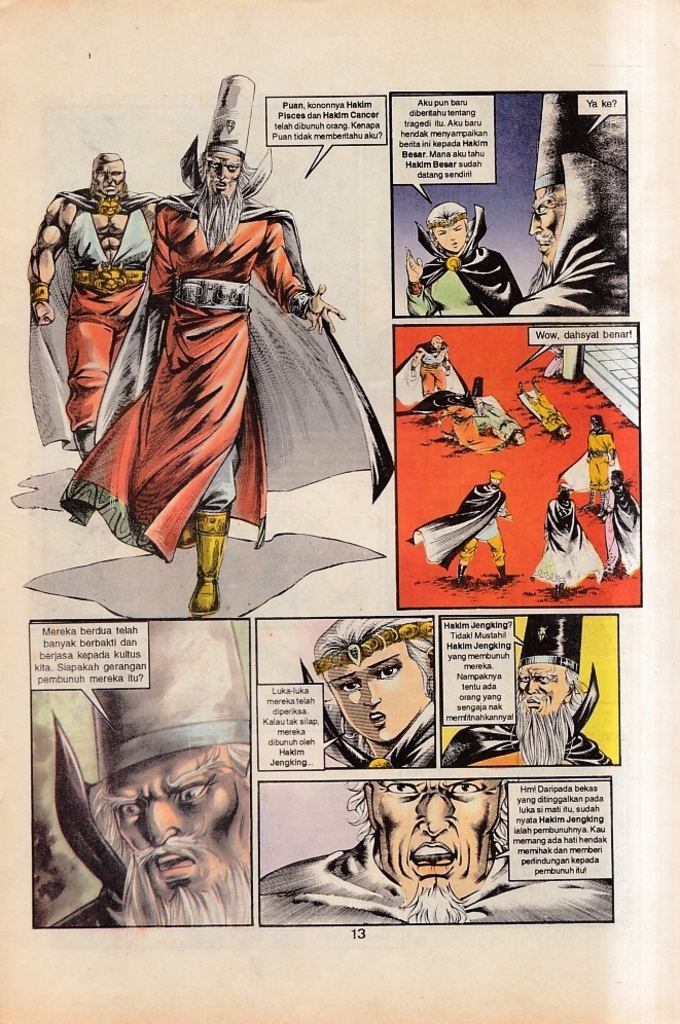 Puan, kononnya Hakim
Pisces dan Hakim Cancer
telah dibunuh orang. Kenapa
Puan tidak memberitahu aku?
Aku pun baru
diberitahu tentang
tragedi itu. Aku baru
hendak menyampaikan
berita ini kepada Hakim
Besar. Mana aku tahu
Hakim Besar sudah
datang sendiri!
Ya ke?
Wow, dahsyat benar!
Mereka berdua telah
banyak berbakti dan
berjasa kepada kultus
kita. Siapakah gerangan
pembunuh mereka itu?
Luka-luka
mereka telah
diperiksa.
Kalau tak silap,
mereka
dibunuh oleh
Hakim
Jengking...
Hakim Jengking?
Tidak! Mustahil
Hakim Jengking
yang membunuh
mereka.
Nampaknya
tentu ada
orang yang
sengaja nak
memfitnahkannya!
Hm! Daripada bekas
yang ditinggalkan pada
luka si mati itu, sudah
nyata Hakim Jengking
ialah pembunuhnya. Kau
memang ada hati hendak
memihak dan memberi
perlindungan kepada
pembunuh itu!
13